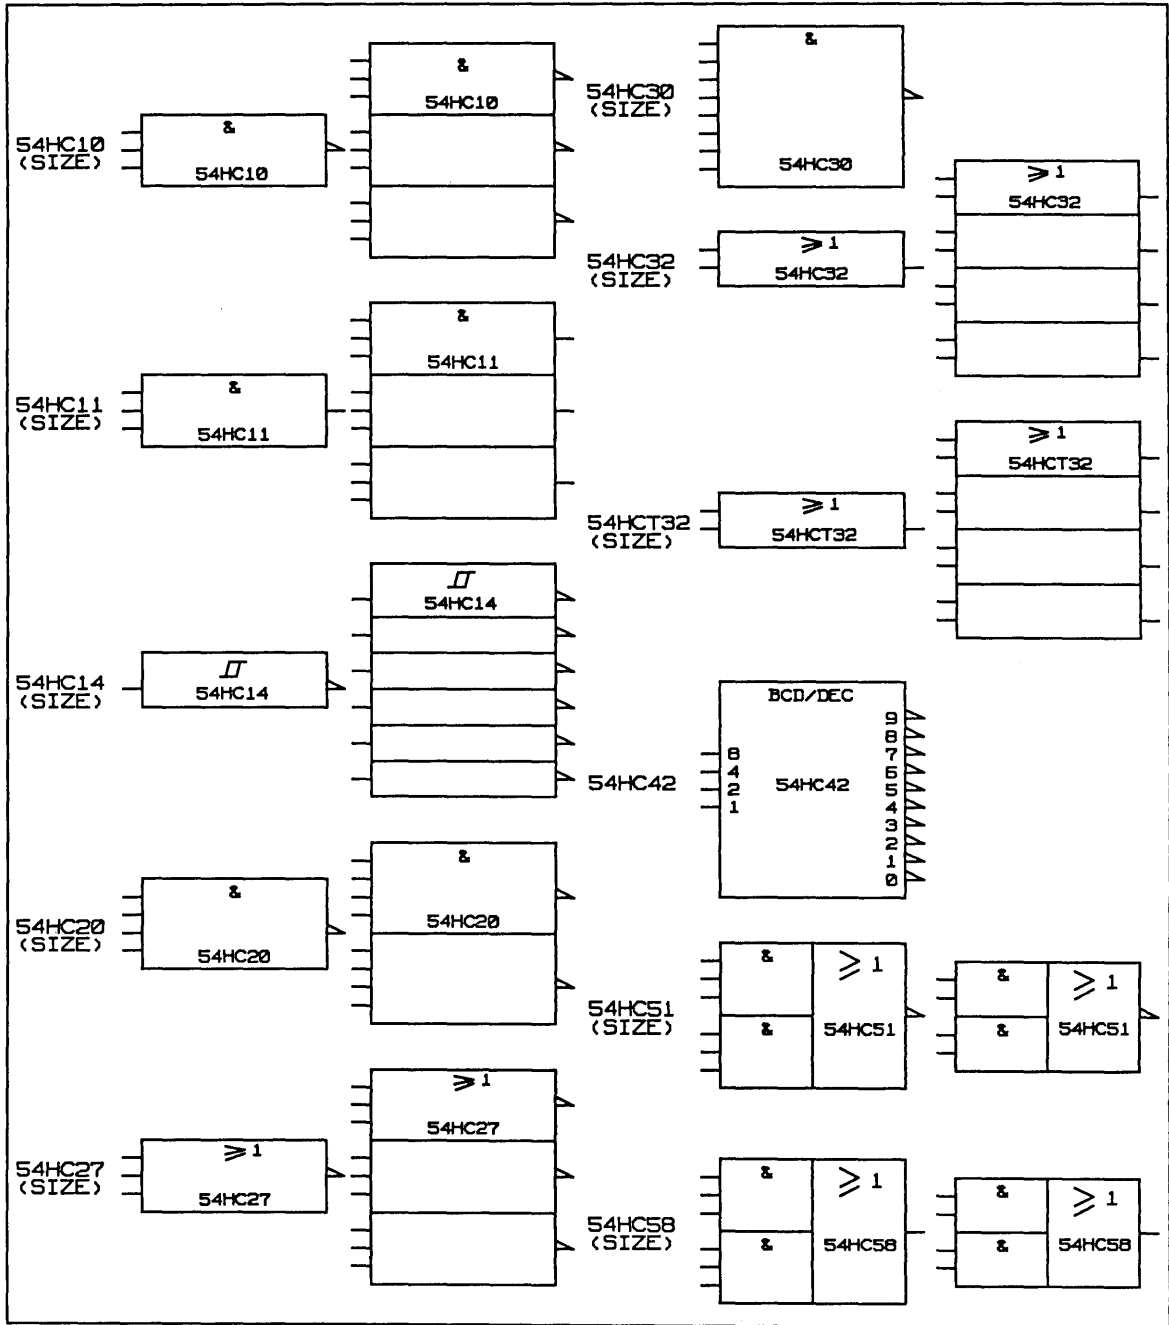 54HC10
(SIZE)
&
54HC10
&
54HC10
54HC11
(SIZE)
&
54HC11
&
54HC11
54HC14
(SIZE)
54HC14
54HC14
54HC20
(SIZE)
&
54HC20
&
54HC20
54HC27
(SIZE)
⩾ 1
54HC27
⩾ 1
54HC27
54HC30
(SIZE)
&
54HC30
54HC32
(SIZE)
⩾ 1
54HC32
⩾ 1
54HC32
54HCT32
(SIZE)
⩾ 1
54HCT32
⩾ 1
54HCT32
54HC42
BCD/DEC
8
4
2
1
54HC42
9
8
7
6
5
4
3
2
1
0
54HC51
(SIZE)
&
&
⩾ 1
54HC51
&
&
⩾ 1
54HC51
54HC58
(SIZE)
&
&
⩾ 1
54HC58
&
&
⩾ 1
54HC58